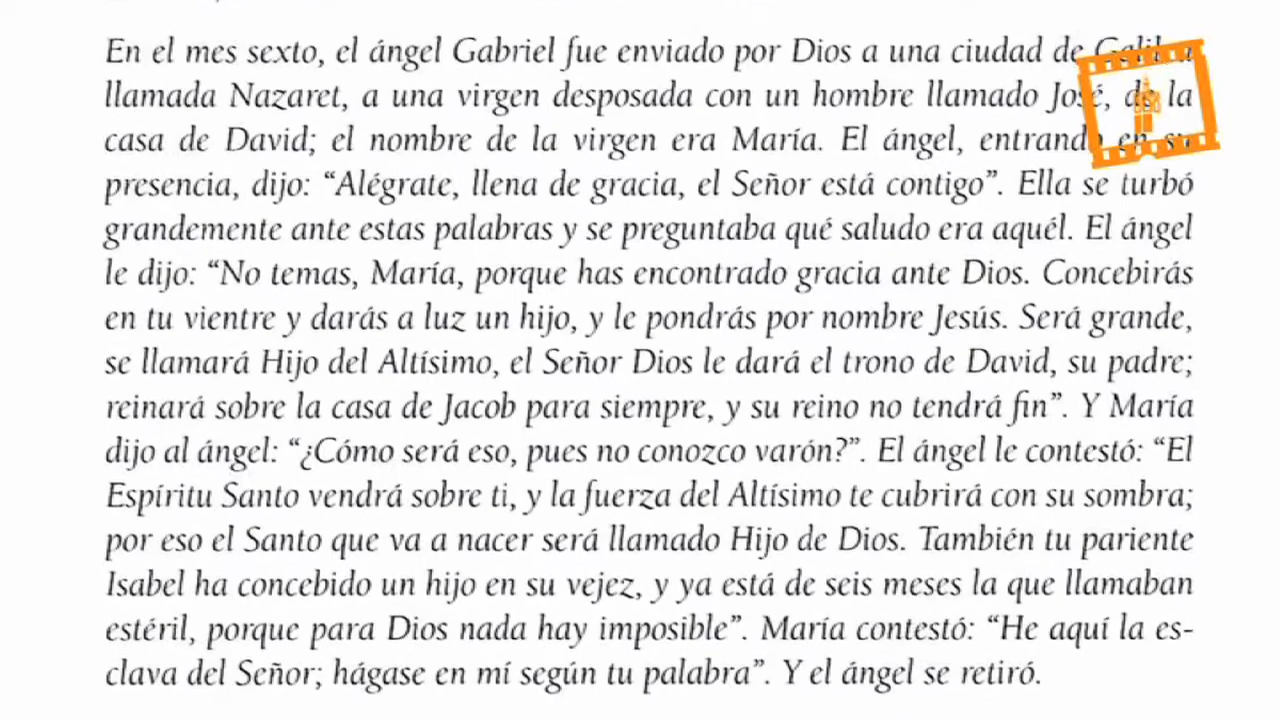 En el mes sexto, el ángel Gabriel fue enviado por Dios a una ciudad de Galilea
llamada Nazaret, a una virgen desposada con un hombre llamado José, de la
casa de David; el nombre de la virgen era María. El ángel, entrando en su
presencia, dijo: “Alégrate, llena de gracia, el Señor está contigo”. Ella se turbó
grandemente ante estas palabras y se preguntaba qué saludo era aquél. El ángel
le dijo: “No temas, María, porque has encontrado gracia ante Dios. Concebirás
en tu vientre y darás a luz un hijo, y le pondrás por nombre Jesús. Será grande,
se llamará Hijo del Altísimo, el Señor Dios le dará el trono de David, su padre;
reinará sobre la casa de Jacob para siempre, y su reino no tendrá fin”. Y María
dijo al ángel: “¿Cómo será eso, pues no conozco varón?”. El ángel le contestó: “El
Espíritu Santo vendrá sobre ti, y la fuerza del Altísimo te cubrirá con su sombra;
por eso el Santo que va a nacer será llamado Hijo de Dios. También tu pariente
Isabel ha concebido un hijo en su vejez, y ya está de seis meses la que llamaban
estéril, porque para Dios nada hay imposible”. María contestó: “He aquí la es-
clava del Señor; hágase en mí según tu palabra”. Y el ángel se retiró.